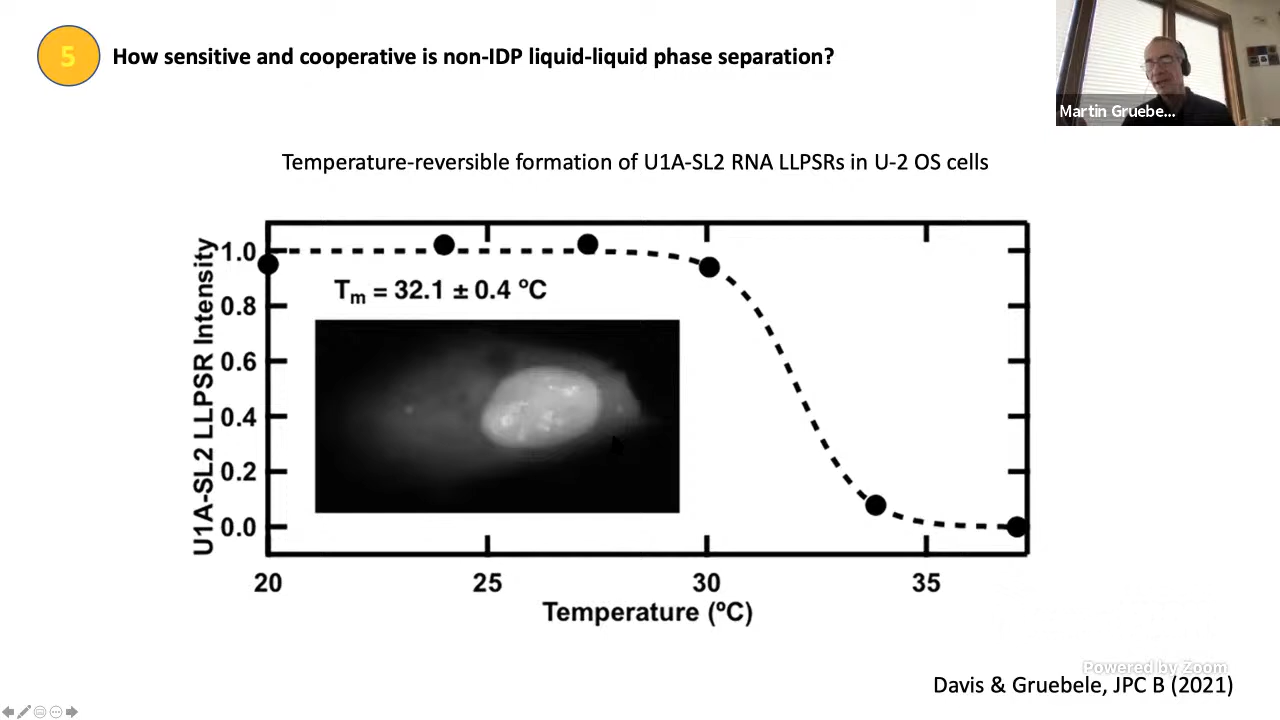 5
How sensitive and cooperative is non-IDP liquid-liquid phase separation?
Martin Gruebe...
Temperature-reversible formation of U1A-SL2 RNA LLPSRs in U-2 OS cells
U1A-SL2 LLPSR Intensity
1.0
0.8
0.6
0.4
0.2
0.0
Tm = 32.1 ± 0.4 ºC
20
25
30
35
Temperature (ºC)
Powered by Zoom
Davis & Gruebele, JPC B (2021)